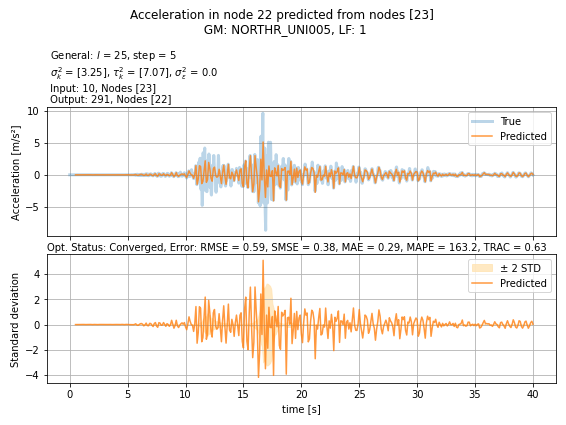 Acceleration in node 22 predicted from nodes [23]
GM: NORTHR_UNI005, LF: 1
General: l = 25, step = 5
σ²ₖ = [3.25], τ²ₖ = [7.07], σ²ε = 0.0
Input: 10, Nodes [23]
Output: 291, Nodes [22]
Acceleration [m/s²]
10
5
0
−5
True
Predicted
Opt. Status: Converged, Error: RMSE = 0.59, SMSE = 0.38, MAE = 0.29, MAPE = 163.2, TRAC = 0.63
Standard deviation
4
2
0
−2
−4
± 2 STD
Predicted
0 5 10 15 20 25 30 35 40
time [s]